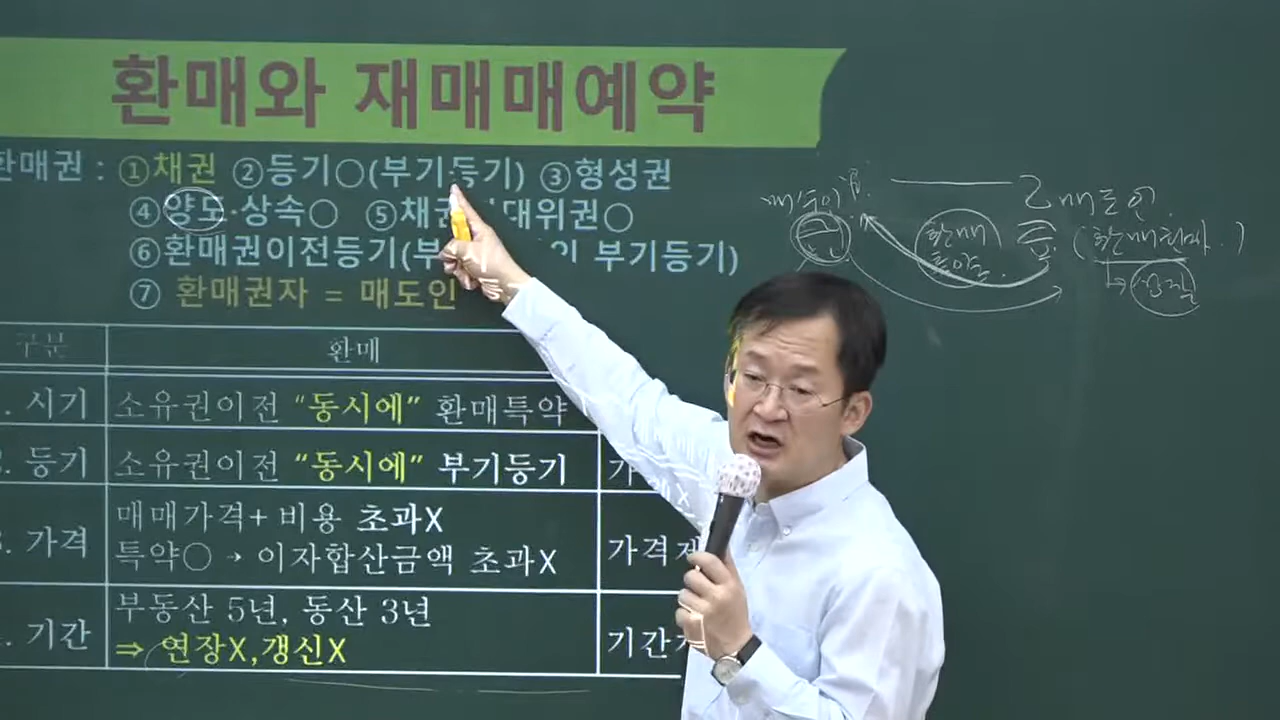 환매와 재매매예약
환매권 : ①채권 ②등기○(부기등기) ③형성권
④양도·상속○ ⑤채권 대위권○
⑥환매권이전등기( 부기등기)
⑦ 환매권자 = 매도인
매도인
환매
구분 환매
시기 소유권이전 “동시에” 환매특약
등기 소유권이전 “동시에” 부기등기
가격 매매가격+ 비용 초과X
특약○ → 이자합산금액 초과X
가격
기간 부동산 5년, 동산 3년
⇒ 연장X,갱신X
기간